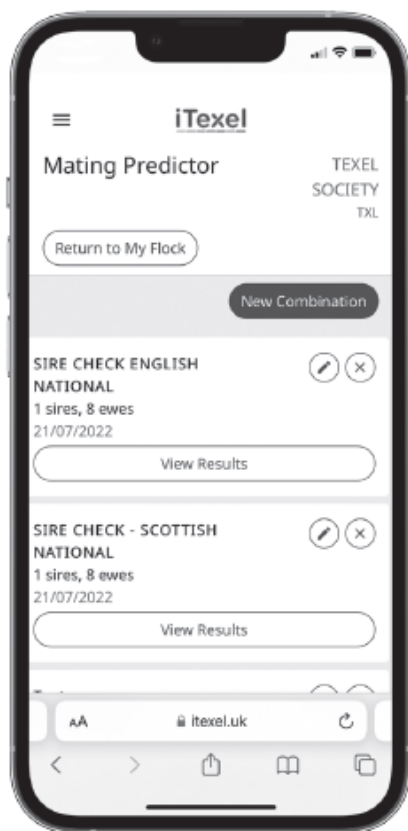 iTexel
Mating Predictor
TEXEL
SOCIETY
TXL
Return to My Flock
New Combination
SIRE CHECK ENGLISH
NATIONAL
1 sires, 8 ewes
21/07/2022
View Results
SIRE CHECK - SCOTTISH
NATIONAL
1 sires, 8 ewes
21/07/2022
View Results
AA
itexel.uk